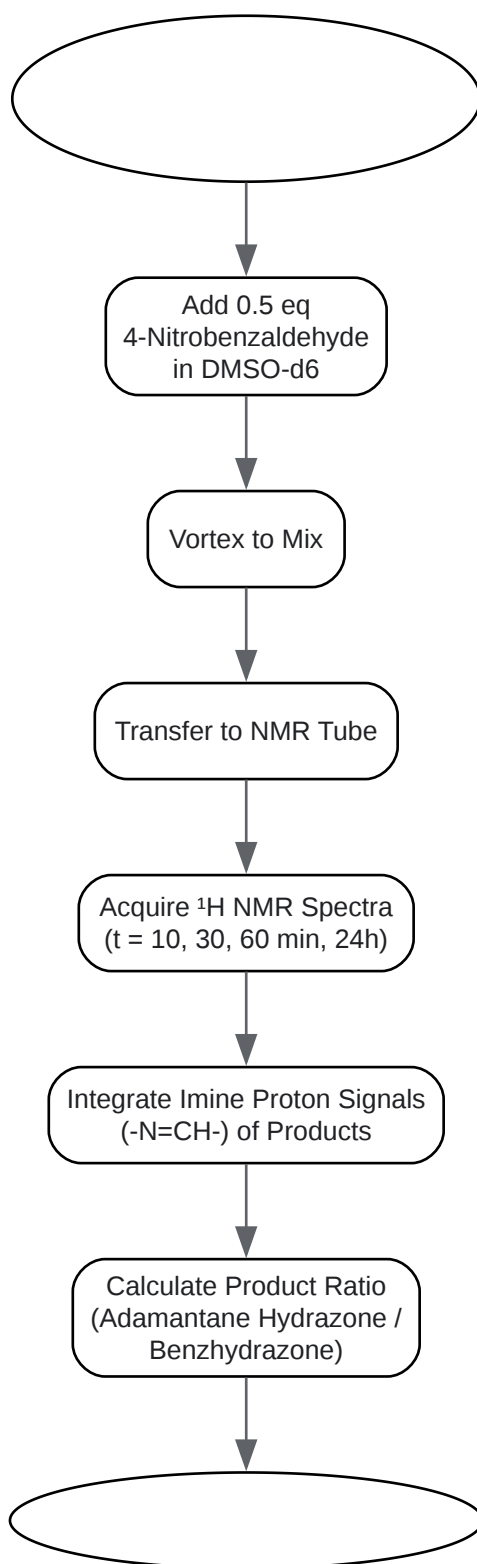 Add 0.5 eq
4-Nitrobenzaldehyde
in DMSO-d6
Vortex to Mix
Transfer to NMR Tube
Acquire ¹H NMR Spectra
(t = 10, 30, 60 min, 24h)
Integrate Imine Proton Signals
(-N=CH-) of Products
Calculate Product Ratio
(Adamantane Hydrazone /
Benzhydrazone)